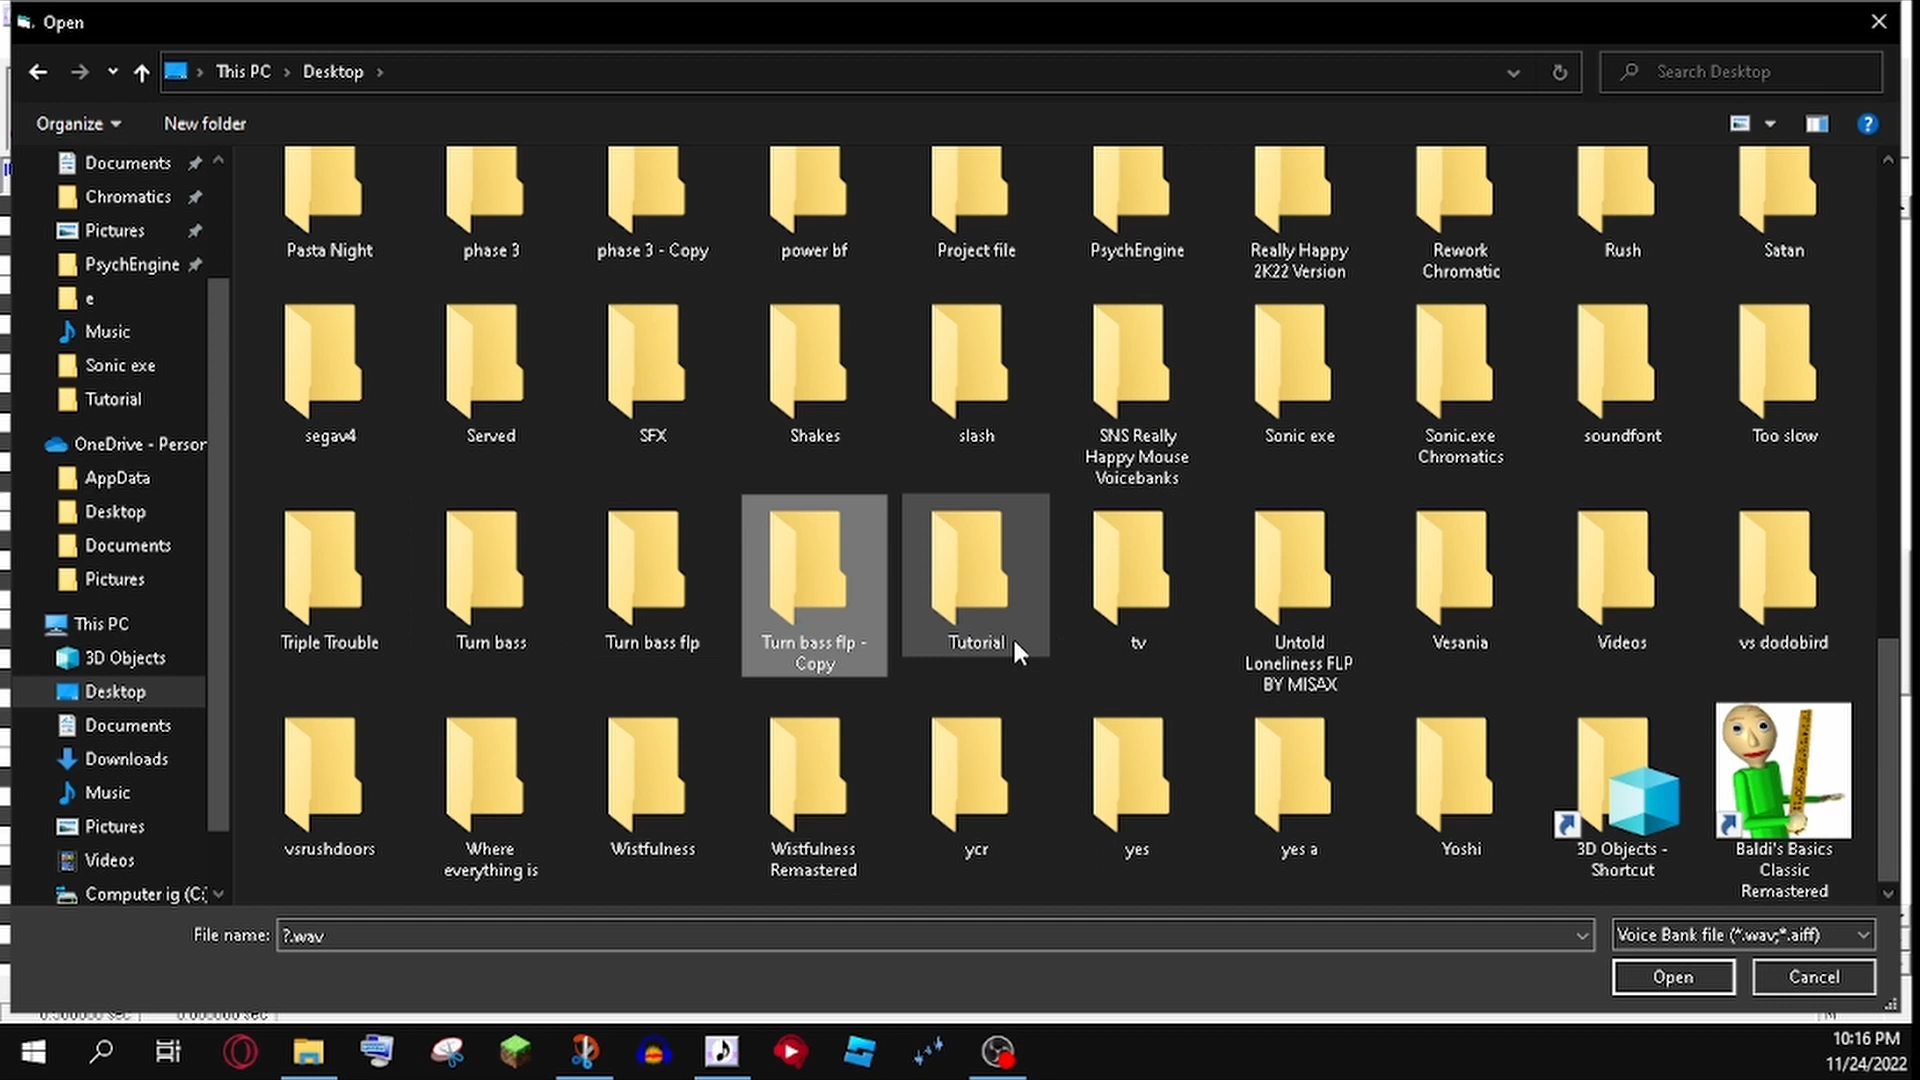 Open
This PC
Desktop
Search Desktop
Organize
New folder
Documents
Chromatics
Pictures
PsychEngine
e
Music
Sonic exe
Tutorial
OneDrive - Person
AppData
Desktop
Documents
Pictures
This PC
3D Objects
Desktop
Documents
Downloads
Music
Pictures
Videos
Computer ig (C:
Pasta Night
phase 3
phase 3 - Copy
power bf
Project file
PsychEngine
Really Happy
2K22 Version
Rework
Chromatic
Rush
Satan
segav4
Served
SFX
Shakes
slash
SNS Really
Happy Mouse
Voicebanks
Sonic exe
Sonic.exe
Chromatics
soundfont
Too slow
Triple Trouble
Turn bass
Turn bass flp
Turn bass flp -
Copy
Tutorial
tv
Untold
Loneliness FLP
BY MISAX
Vesania
Videos
vs dodobird
vsrushdoors
Where
everything is
Wistfulness
Wistfulness
Remastered
ycr
yes
yes a
Yoshi
3D Objects -
Shortcut
Baldi's Basics
Classic
Remastered
File name:
?.wav
Voice Bank file (*.wav;*.aiff)
Open
Cancel
10:16 PM
11/24/2022